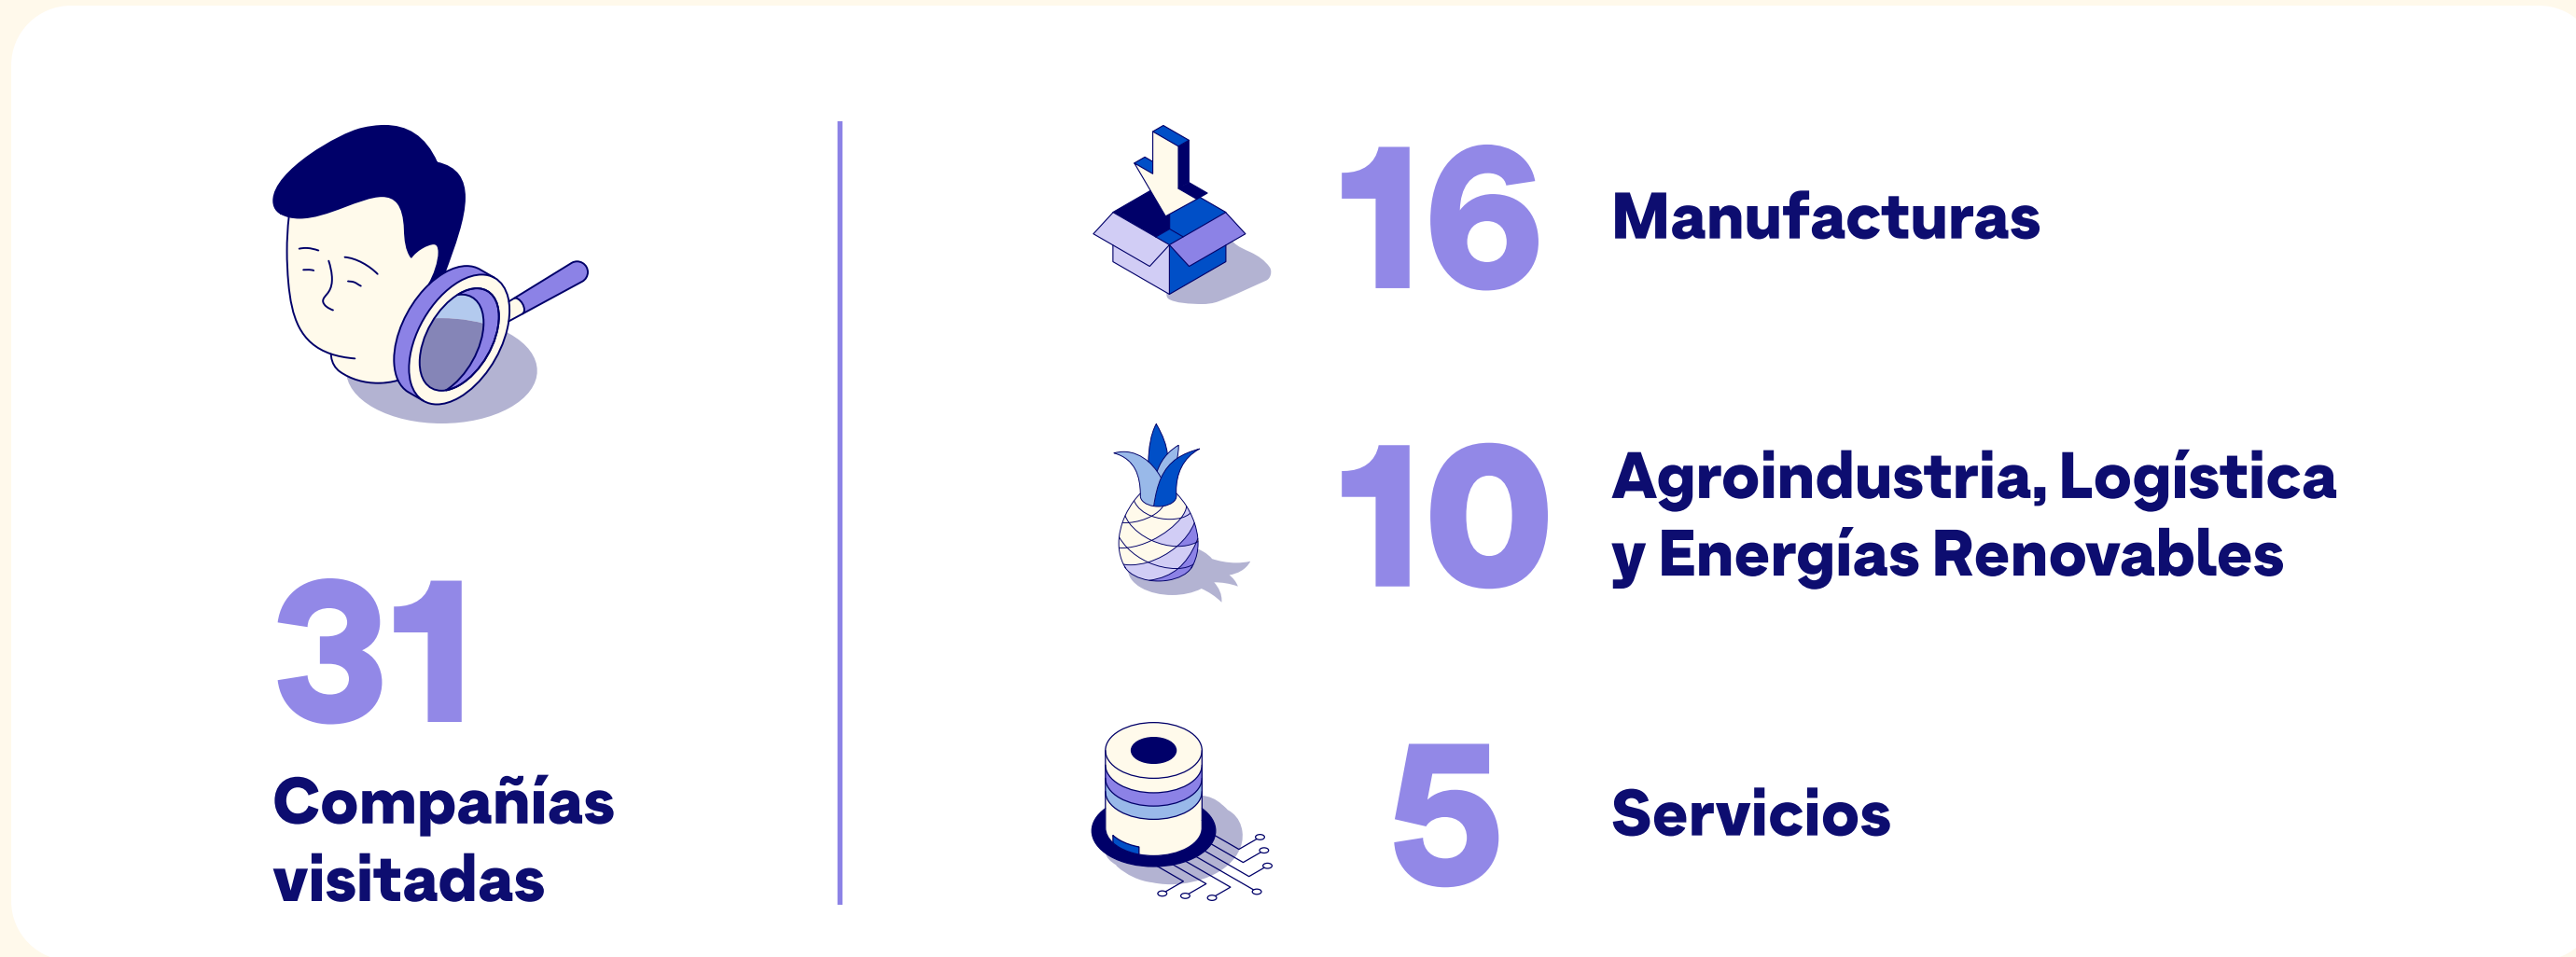 31
Compañías
visitadas
16
Manufacturas
10
Agroindustria, Logística
y Energías Renovables
5
Servicios